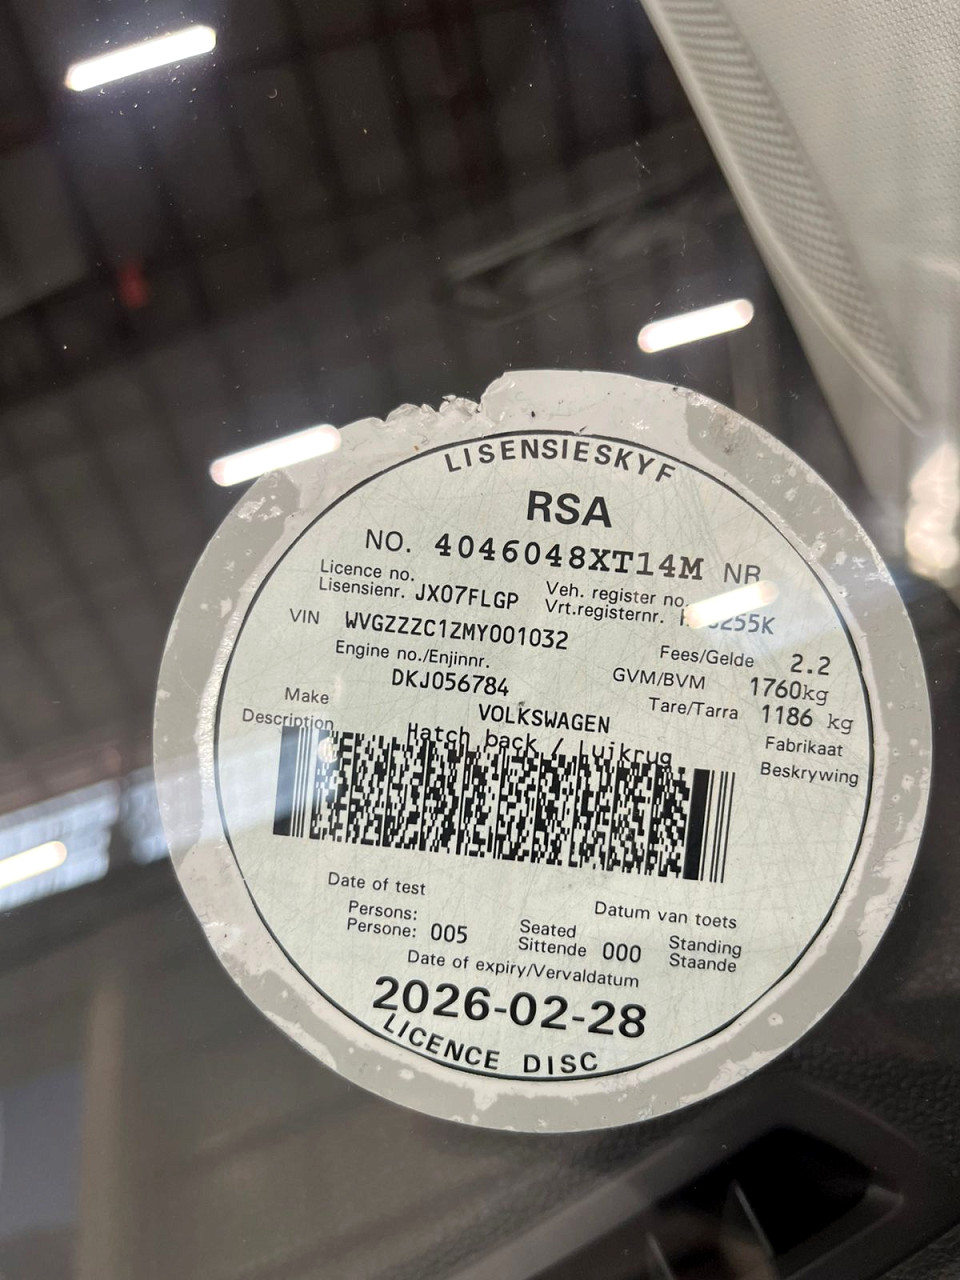 LISENSIESKYF
RSA
NO. 4046048XT14M NR
Licence no.
Lisensienr. JX07FLGP
Veh. register no.
Vrt.registernr.
VIN WVGZZZC1ZMY001032
Fees/Gelde 2.2
Engine no./Enjinnr.
DKJ056784
GVM/BVM 1760kg
Tare/Tarra 1186 kg
Make VOLKSWAGEN Fabrikaat
Description Hatch back / Luikrug Beskrywing
Date of test Datum van toets
Persons:
Persone: 005
Seated
Sittende 000
Standing
Staande
Date of expiry/Vervaldatum
2026-02-28
LICENCE DISC